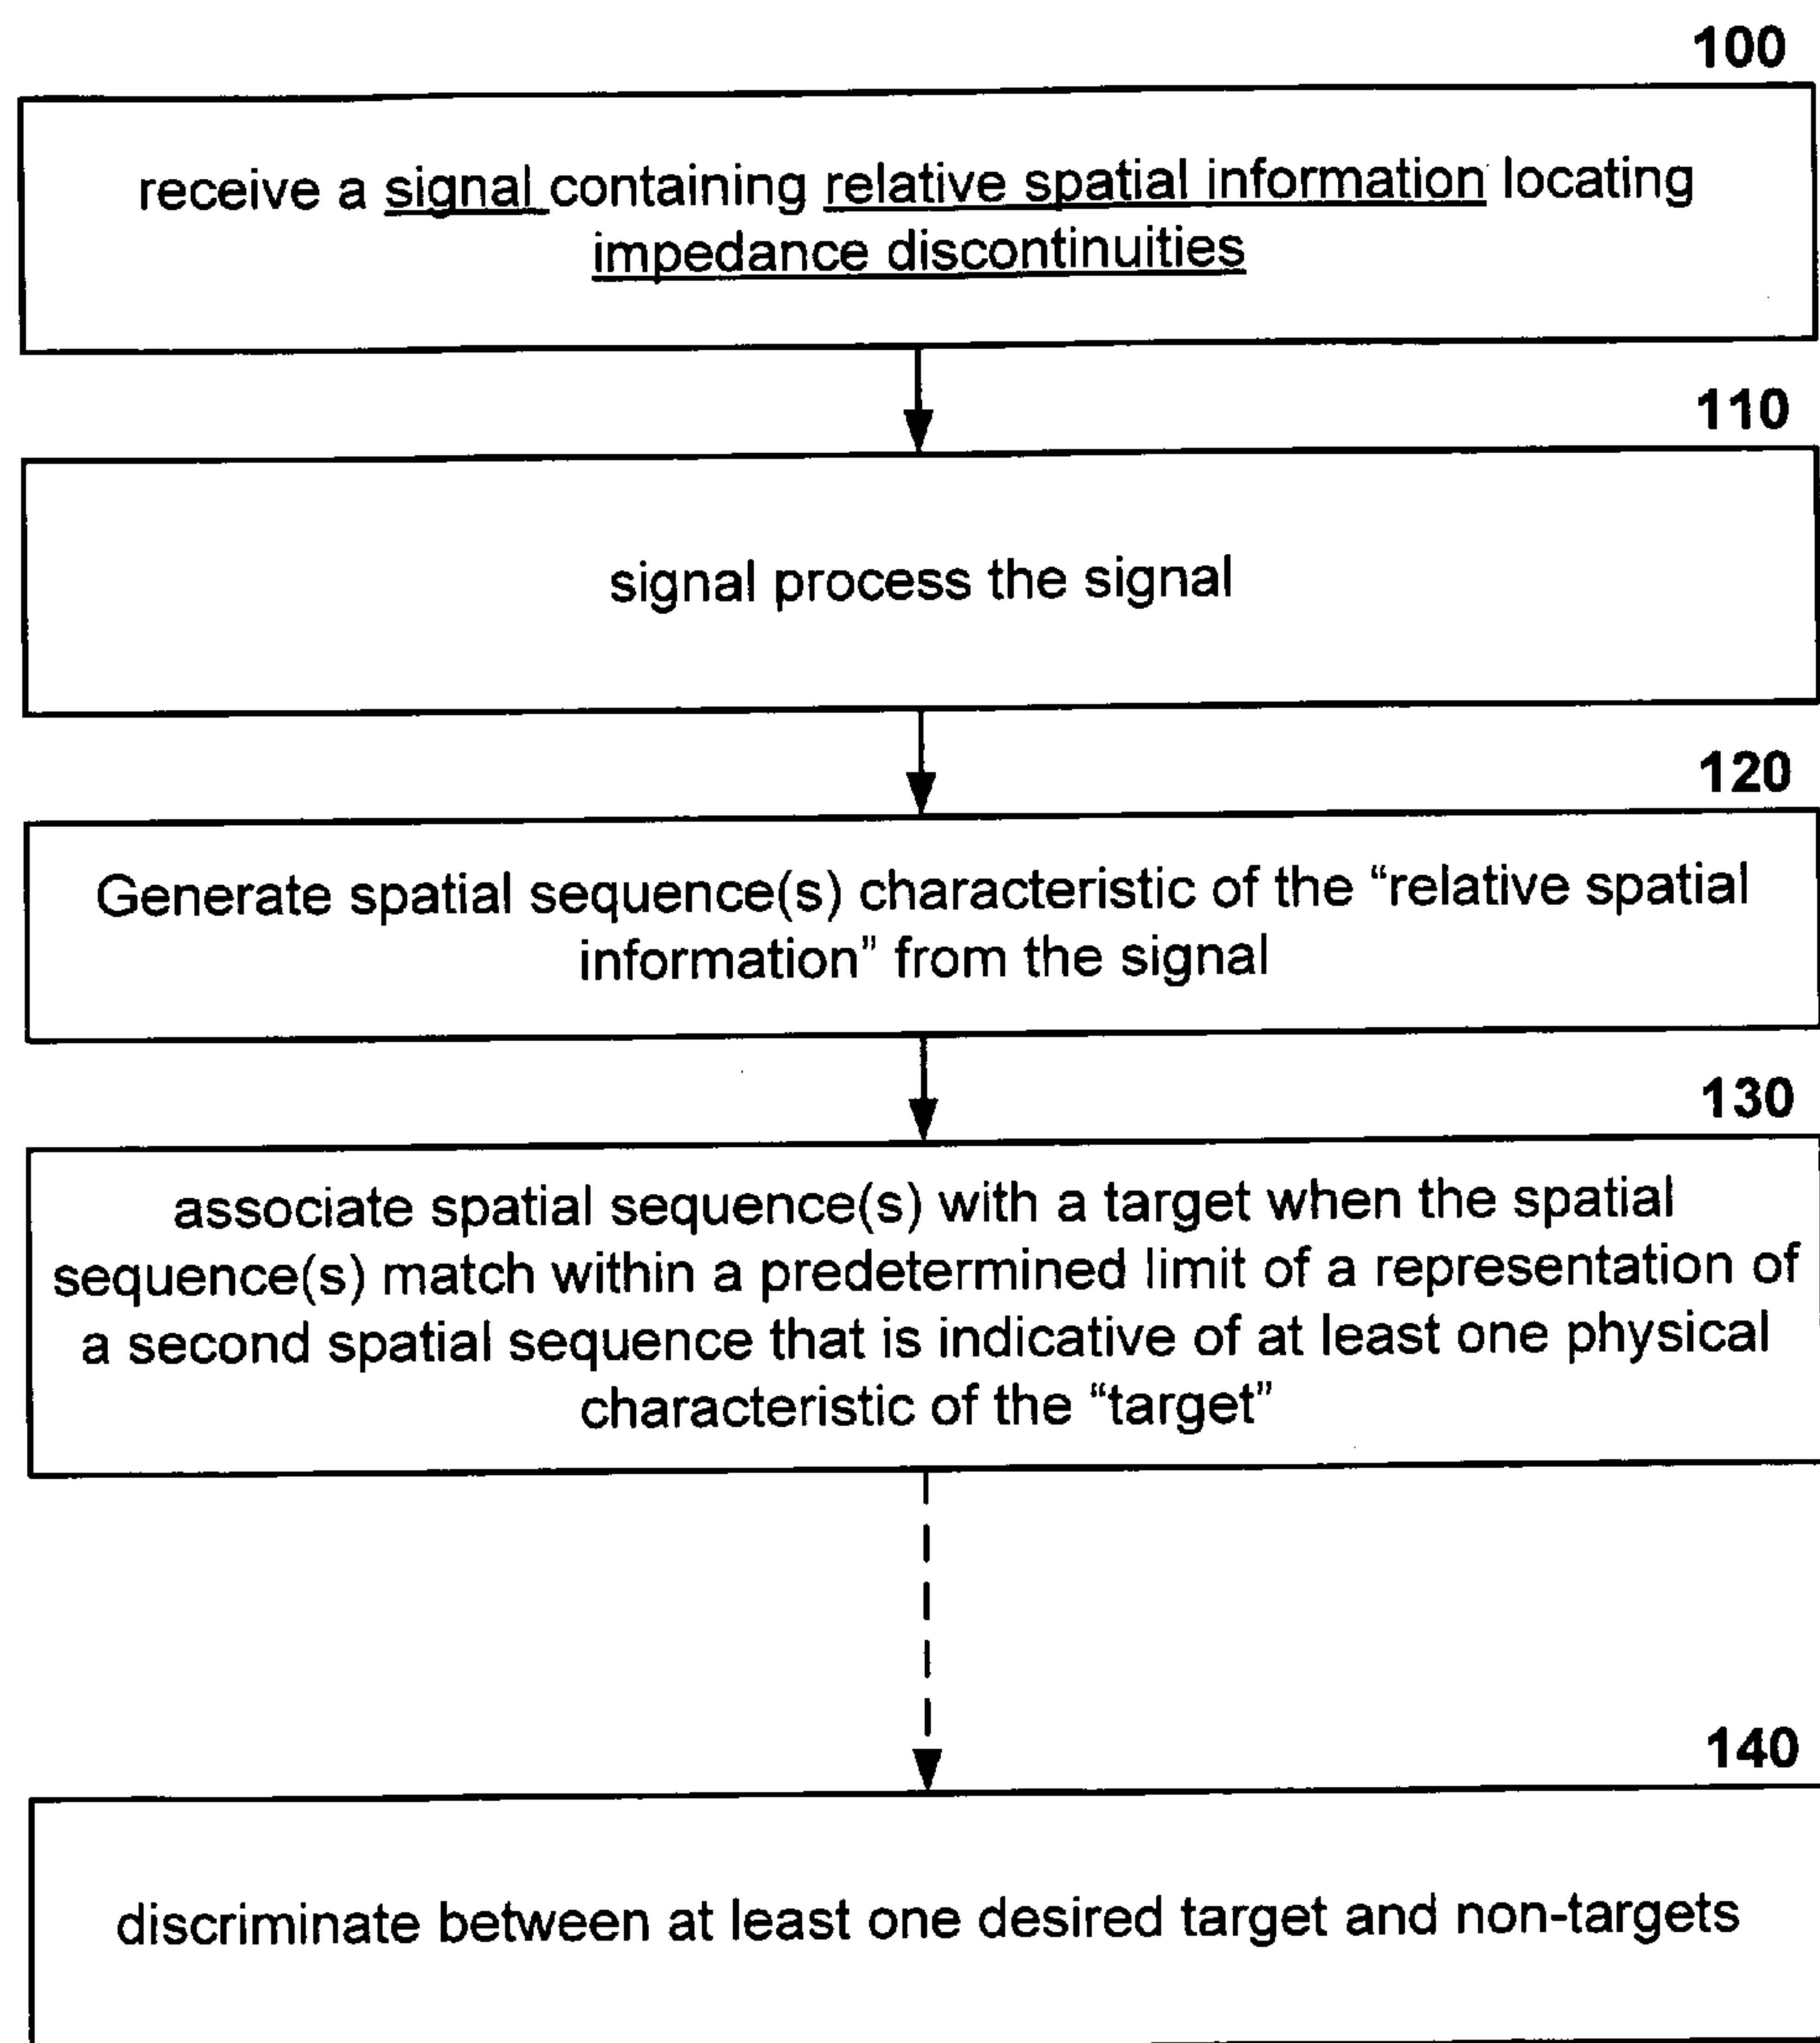 100
receive a signal containing relative spatial information locating
impedance discontinuities
110
signal process the signal
120
Generate spatial sequence(s) characteristic of the “relative spatial
information” from the signal
130
associate spatial sequence(s) with a target when the spatial
sequence(s) match within a predetermined limit of a representation of
a second spatial sequence that is indicative of at least one physical
characteristic of the “target”
140
discriminate between at least one desired target and non-targets